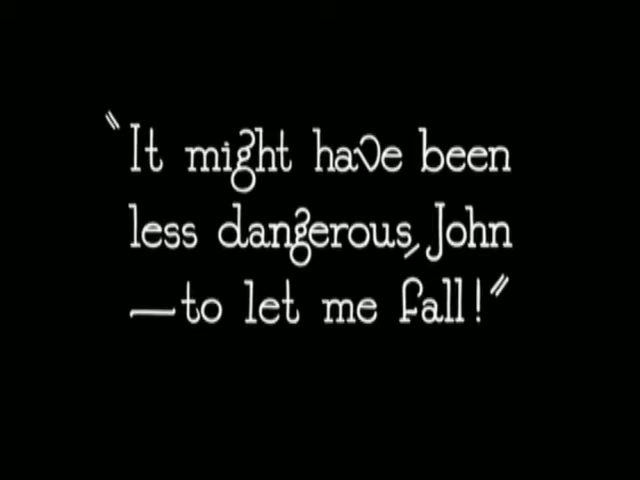 "It might have been
less dangerous, John
—to let me fall!"